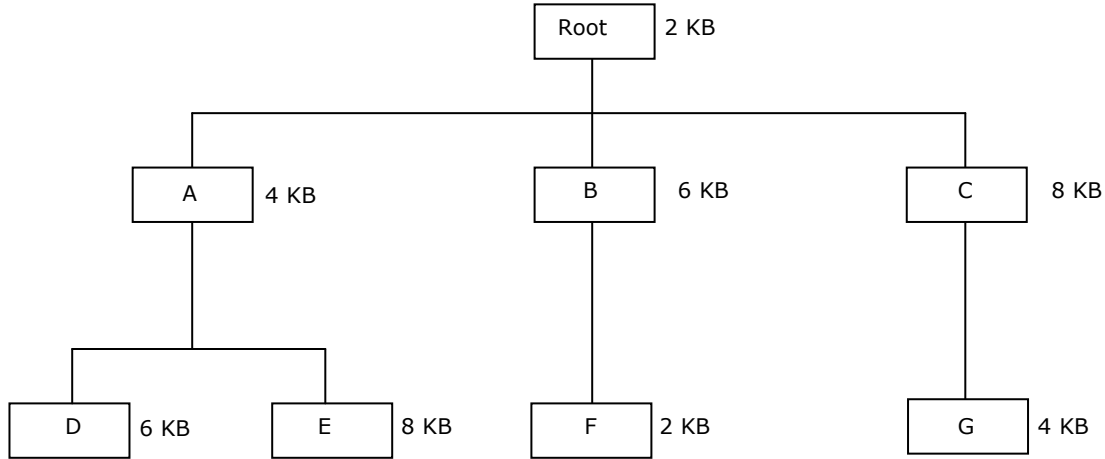 Root 2 KB
A 4 KB
B 6 KB
C 8 KB
D 6 KB
E 8 KB
F 2 KB
G 4 KB